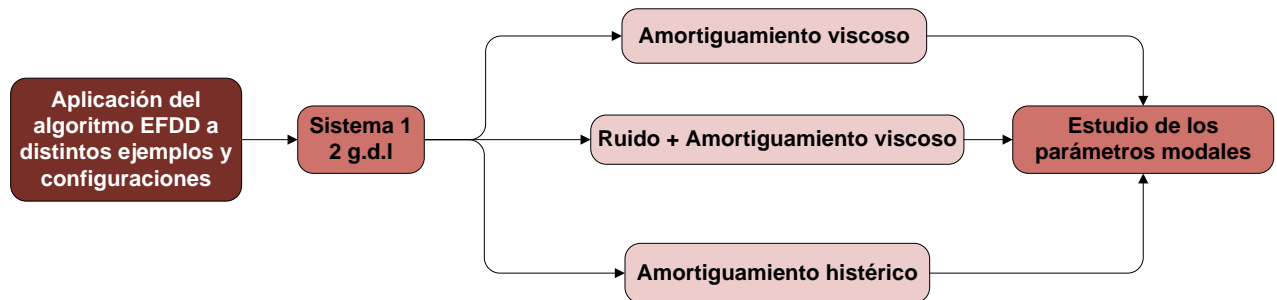 Aplicación del
algoritmo EFDD a
distintos ejemplos y
configuraciones
Sistema 1
2 g.d.l
Amortiguamiento viscoso
Ruido + Amortiguamiento viscoso
Amortiguamiento histérico
Estudio de los
parámetros modales